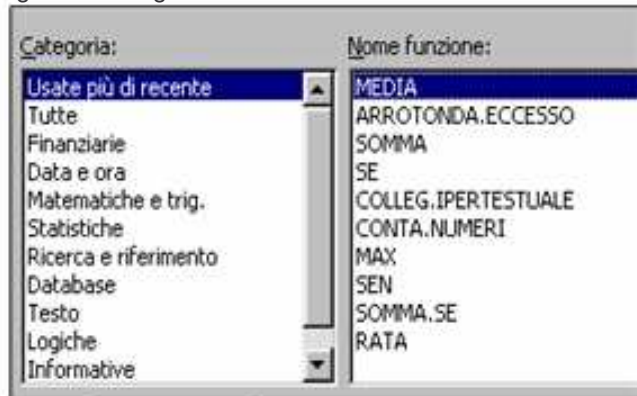 Categoria:
Usate più di recente
Tutte
Finanziarie
Data e ora
Matematiche e trig.
Statistiche
Ricerca e riferimento
Database
Testo
Logiche
Informative
Nome funzione:
MEDIA
ARROTONDA.ECCESSO
SOMMA
SE
COLLEG.IPERTESTUALE
CONTA.NUMERI
MAX
SEN
SOMMA.SE
RATA